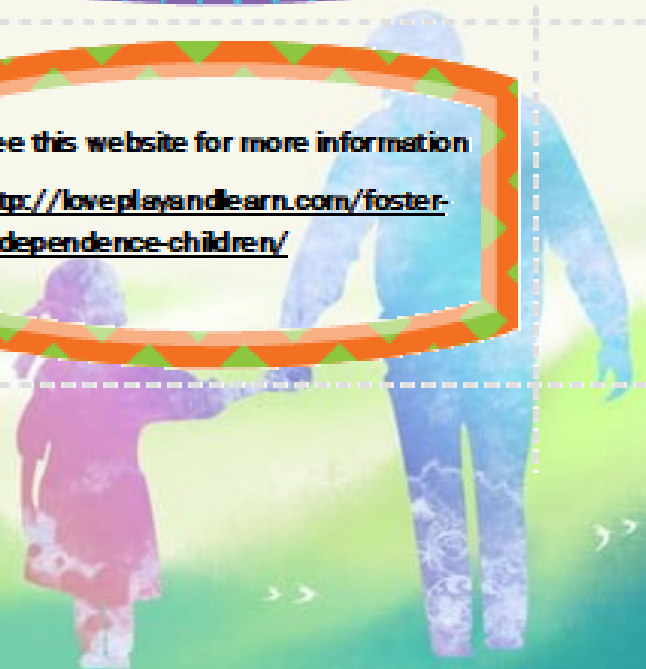 ee this website for more information
tp://loveplayandlearn.com/foster-
dependence-children/